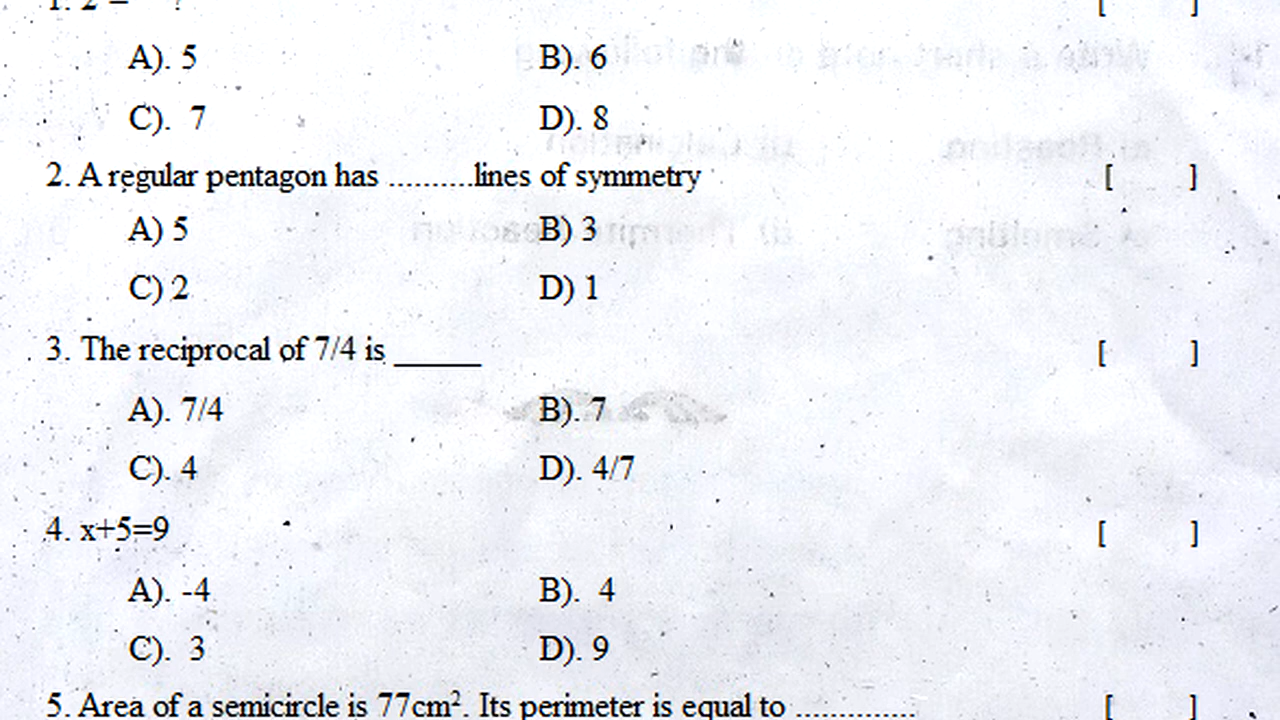 A). 5 B). 6 [ ]
C). 7 D). 8
2. A regular pentagon has ..........lines of symmetry [ ]
A) 5 B) 3
C) 2 D) 1
3. The reciprocal of 7/4 is _____ [ ]
A). 7/4 B). 7
C). 4 D). 4/7
4. x+5=9 [ ]
A). -4 B). 4
C). 3 D). 9
5. Area of a semicircle is 77cm². Its perimeter is equal to .............. [ ]